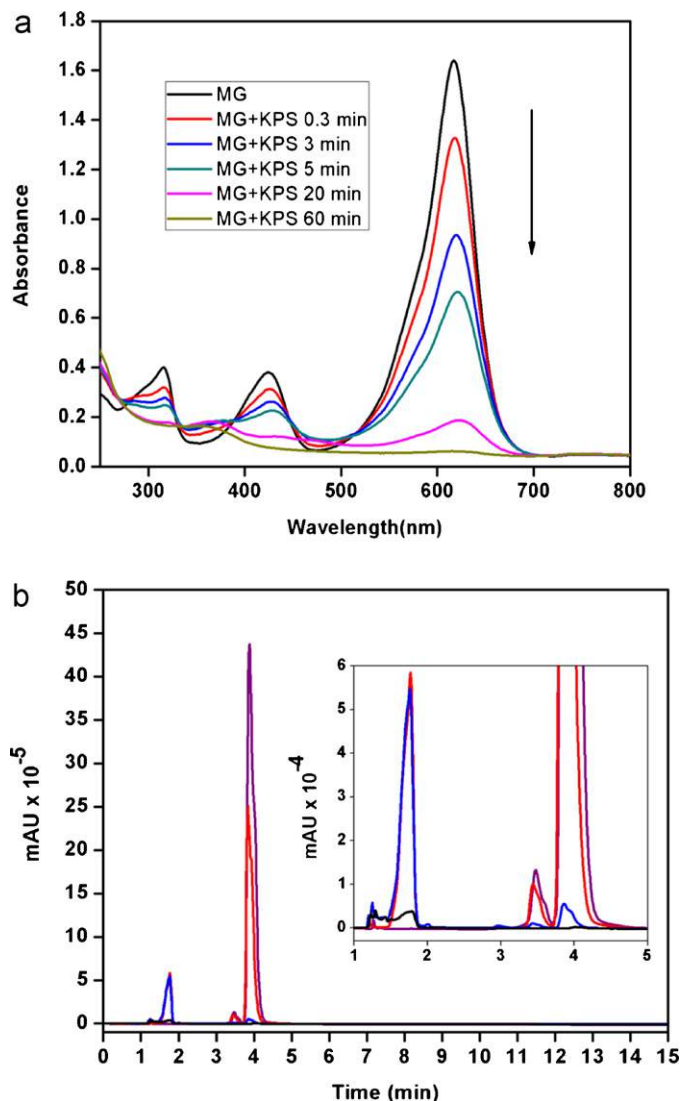 a
1.8
1.6
1.4
1.2
1.0
0.8
0.6
0.4
0.2
0.0
Absorbance
MG
MG+KPS 0.3 min
MG+KPS 3 min
MG+KPS 5 min
MG+KPS 20 min
MG+KPS 60 min
300 400 500 600 700 800
Wavelength(nm)
b
50
45
40
35
30
25
20
15
10
5
0
mAU x 10⁻⁵
6
5
4
3
2
1
0
mAU x 10⁻⁴
1 2 3 4 5
0 1 2 3 4 5 6 7 8 9 10 11 12 13 14 15
Time (min)